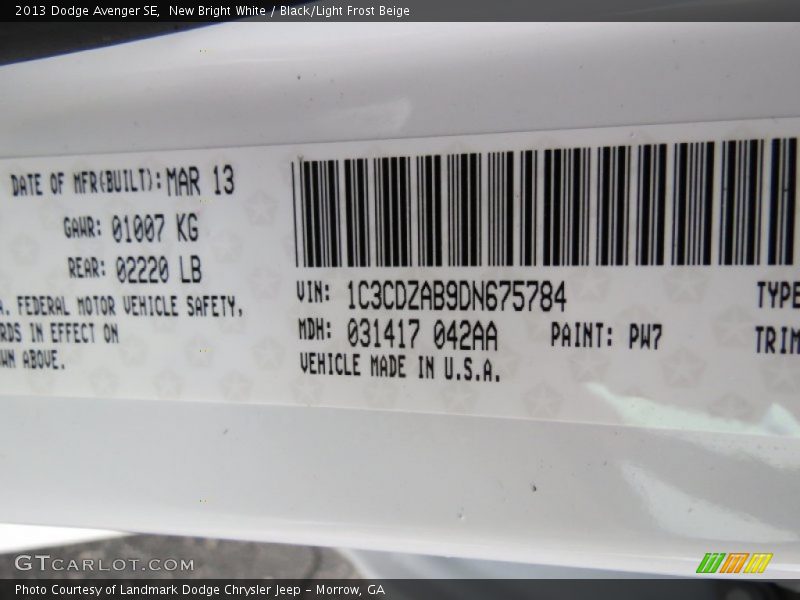 2013 Dodge Avenger SE,  New Bright White / Black/Light Frost Beige
DATE OF MFR(BUILT): MAR 13
GAWR: 01007 KG
REAR: 02220 LB
A. FEDERAL MOTOR VEHICLE SAFETY,
RDS IN EFFECT ON
WN ABOVE.
VIN: 1C3CDZAB9DN675784
TYPE
MDH: 031417 042AA PAINT: PW7
TRIM
VEHICLE MADE IN U.S.A.
GTCARLOT.COM
Photo Courtesy of Landmark Dodge Chrysler Jeep – Morrow, GA